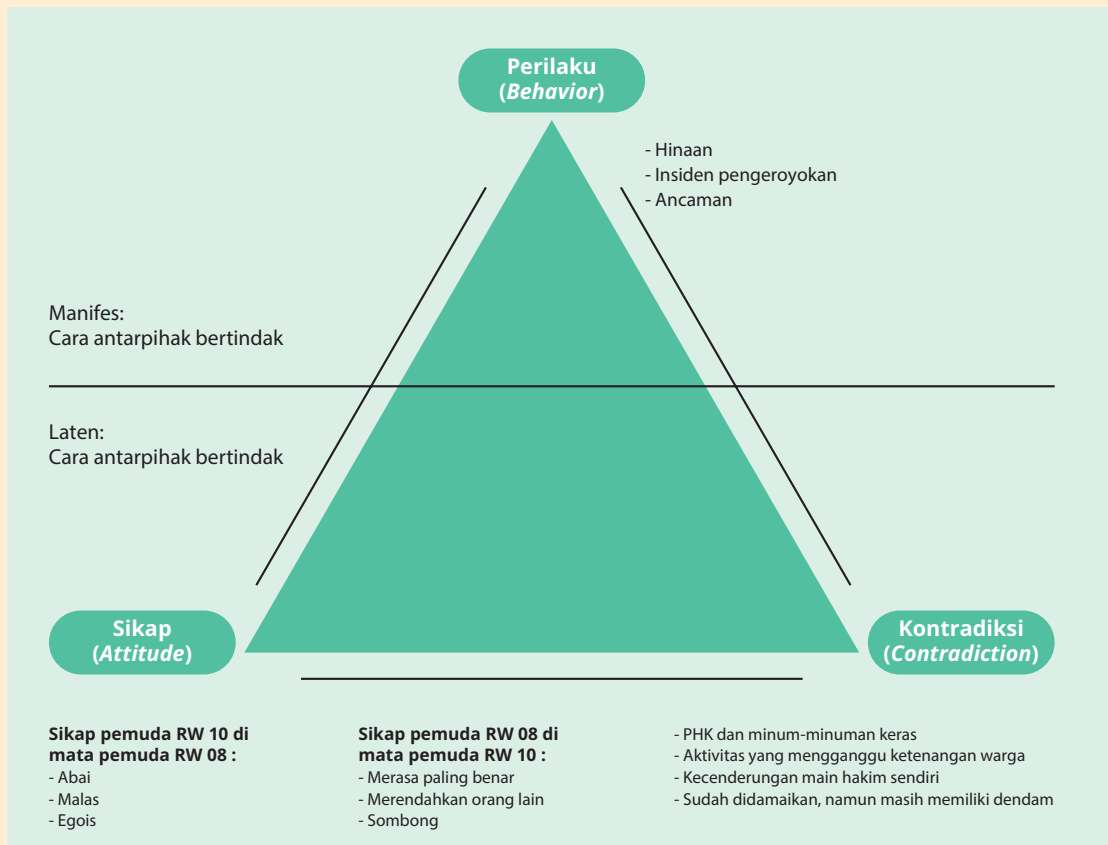 Perilaku
(Behavior)
- Hinaan
- Insiden pengeroyokan
- Ancaman
Manifes:
Cara antarpihak bertindak
Laten:
Cara antarpihak bertindak
Sikap
(Attitude)
Kontradiksi
(Contradiction)
Sikap pemuda RW 10 di
mata pemuda RW 08 :
- Abai
- Malas
- Egois
Sikap pemuda RW 08 di
mata pemuda RW 10 :
- Merasa paling benar
- Merendahkan orang lain
- Sombong
- PHK dan minum-minuman keras
- Aktivitas yang mengganggu ketenangan warga
- Kecenderungan main hakim sendiri
- Sudah didamaikan, namun masih memiliki dendam